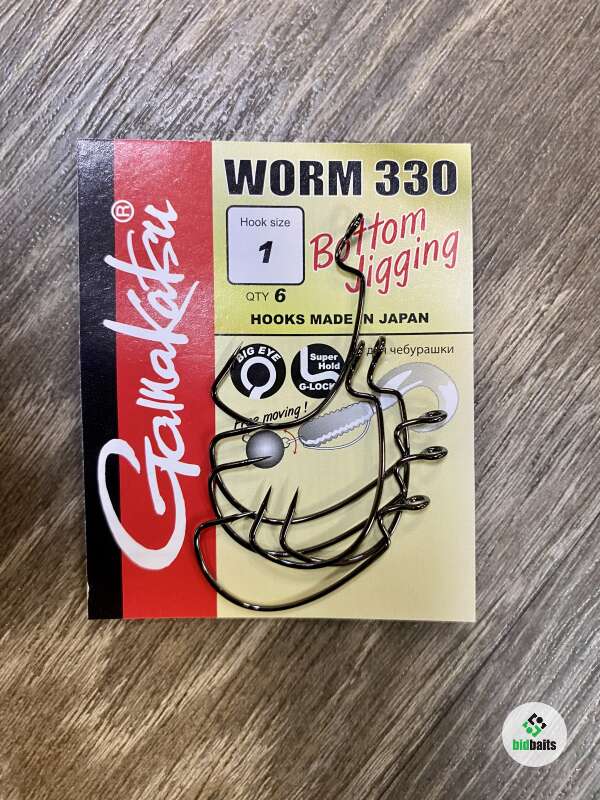 WORM 330
Hook size
1
Bottom
Jigging
QTY 6
HOOKS MADE IN JAPAN
Gamakatsu®
BIG EYE
Super
Hold
G-LOCK
для чебурашки
moving !
bidbaits